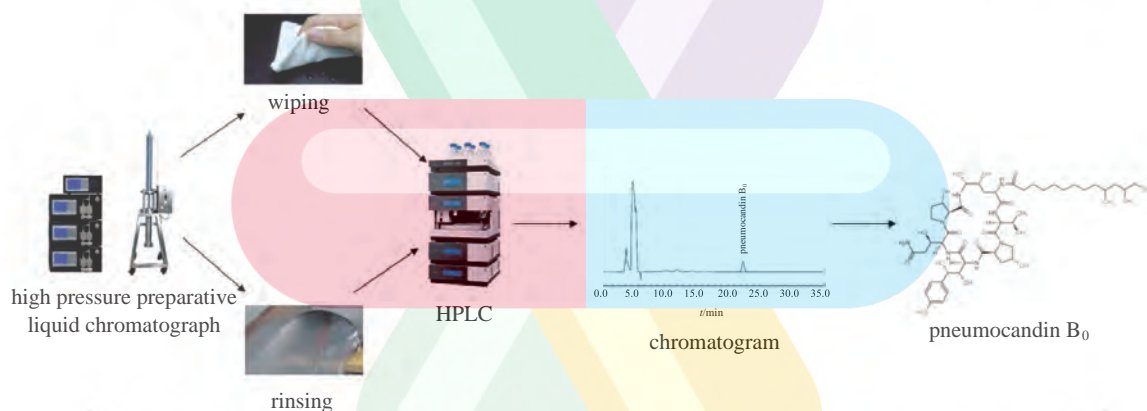 wiping
high pressure preparative
liquid chromatograph
rinsing
HPLC
pneumocandin B₀
0.0 5.0 10.0 15.0 20.0 25.0 30.0 35.0
t/min
chromatogram
pneumocandin B₀